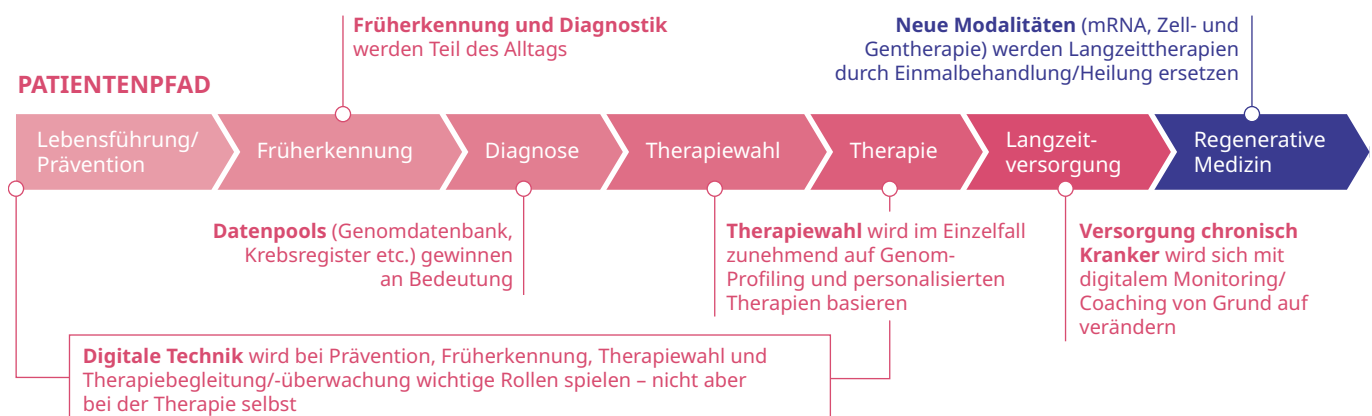 Früherkennung und Diagnostik
werden Teil des Alltags
Neue Modalitäten (mRNA, Zell- und
Gentherapie) werden Langzeittherapien
durch Einmalbehandlung/Heilung ersetzen
PATIENTENPFAD
Lebensführung/
Prävention
Früherkennung
Diagnose
Therapiewahl
Therapie
Langzeit-
versorgung
Regenerative
Medizin
Datenpools (Genomdatenbank,
Krebsregister etc.) gewinnen
an Bedeutung
Therapiewahl wird im Einzelfall
zunehmend auf Genom-
Profiling und personalisierten
Therapien basieren
Versorgung chronisch
Kranker wird sich mit
digitalem Monitoring/
Coaching von Grund auf
verändern
Digitale Technik wird bei Prävention, Früherkennung, Therapiewahl und
Therapiebegleitung/-überwachung wichtige Rollen spielen – nicht aber
bei der Therapie selbst